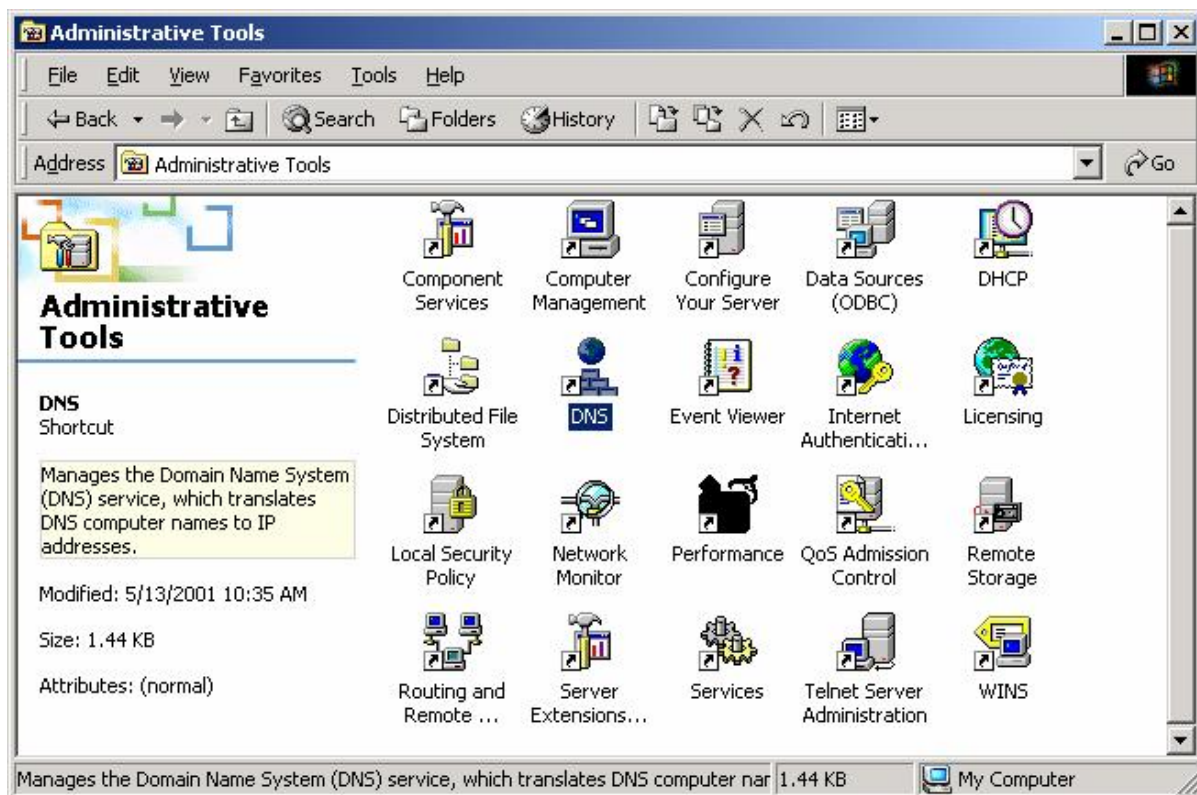 Administrative Tools
File Edit View Favorites Tools Help
Back Search Folders History
Address Administrative Tools Go
Administrative
Tools
DNS
Shortcut
Manages the Domain Name System
(DNS) service, which translates
DNS computer names to IP
addresses.
Modified: 5/13/2001 10:35 AM
Size: 1.44 KB
Attributes: (normal)
Component
Services
Computer
Management
Configure
Your Server
Data Sources
(ODBC)
DHCP
Distributed File
System
DNS
Event Viewer
Internet
Authenticati...
Licensing
Local Security
Policy
Network
Monitor
Performance
QoS Admission
Control
Remote
Storage
Routing and
Remote ...
Server
Extensions...
Services
Telnet Server
Administration
WINS
Manages the Domain Name System (DNS) service, which translates DNS computer nar 1.44 KB My Computer